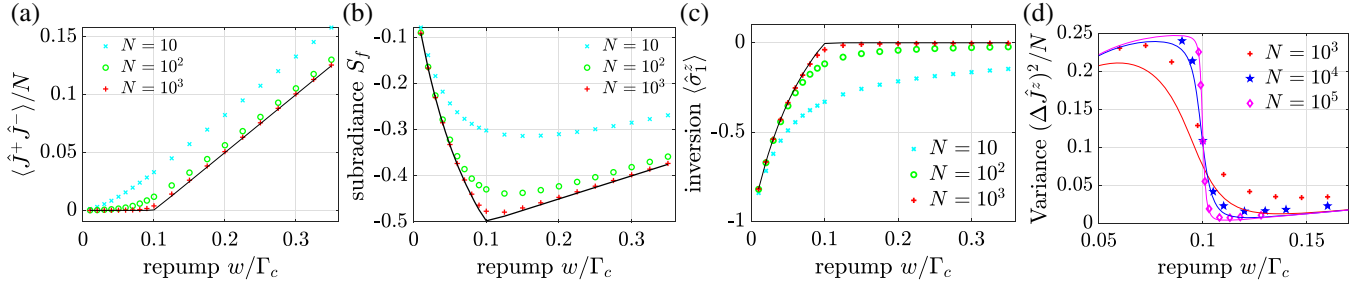 (a)
⟨Ĵ⁺Ĵ⁻⟩/N
0.15
0.1
0.05
0
0
0.1
0.2
0.3
repump w/Γc
N = 10
N = 10²
N = 10³
(b)
subradiance Sf
-0.1
-0.2
-0.3
-0.4
-0.5
0
0.1
0.2
0.3
repump w/Γc
N = 10
N = 10²
N = 10³
(c)
inversion ⟨σ̂₁ᶻ⟩
0
-0.5
-1
0
0.1
0.2
0.3
repump w/Γc
N = 10
N = 10²
N = 10³
(d)
Variance (ΔĴᶻ)²/N
0.25
0.20
0.15
0.10
0.05
0
0.05
0.1
0.15
repump w/Γc
N = 10³
N = 10⁴
N = 10⁵